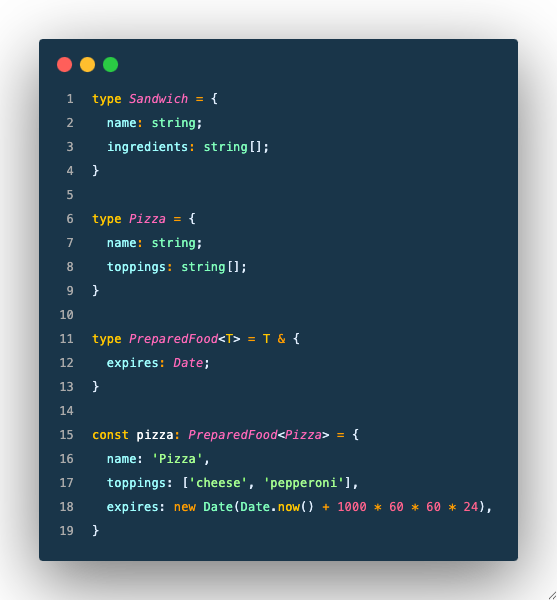 1 type Sandwich = {
2   name: string;
3   ingredients: string[];
4 }
5
6 type Pizza = {
7   name: string;
8   toppings: string[];
9 }
10
11 type PreparedFood<T> = T & {
12   expires: Date;
13 }
14
15 const pizza: PreparedFood<Pizza> = {
16   name: 'Pizza',
17   toppings: ['cheese', 'pepperoni'],
18   expires: new Date(Date.now() + 1000 * 60 * 60 * 24),
19 }